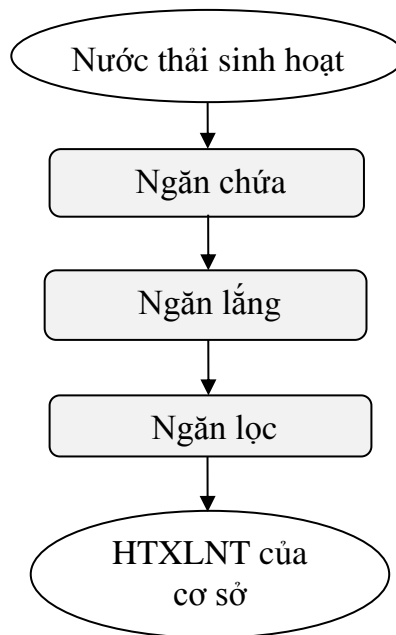 Nước thải sinh hoạt
Ngăn chứa
Ngăn lắng
Ngăn lọc
HTXLNT của
cơ sở